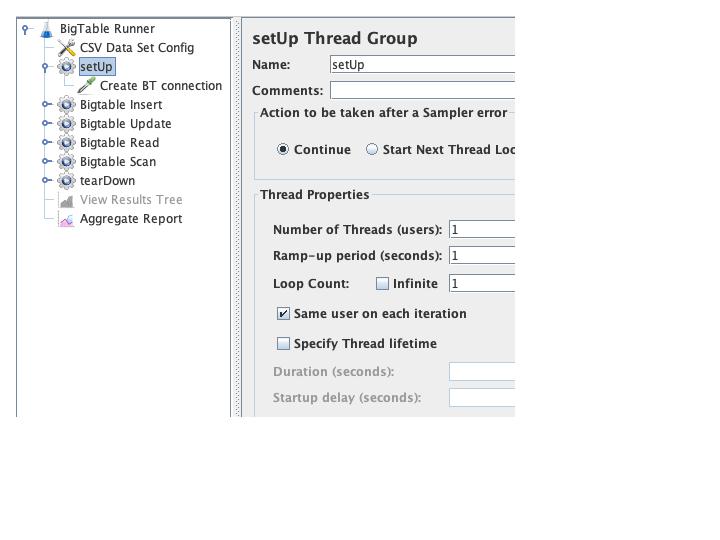 BigTable Runner
CSV Data Set Config
setUp
Create BT connection
Bigtable Insert
Bigtable Update
Bigtable Read
Bigtable Scan
tearDown
View Results Tree
Aggregate Report
setUp Thread Group
Name: setUp
Comments:
Action to be taken after a Sampler error
Continue Start Next Thread Loo
Thread Properties
Number of Threads (users): 1
Ramp-up period (seconds): 1
Loop Count: Infinite 1
Same user on each iteration
Specify Thread lifetime
Duration (seconds):
Startup delay (seconds):